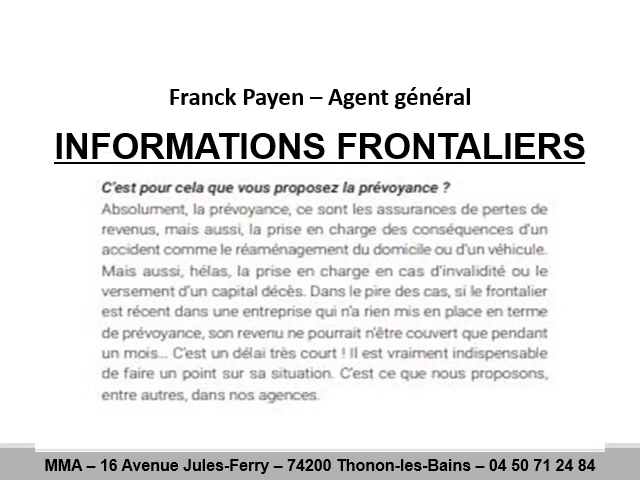 Franck Payen – Agent général
INFORMATIONS FRONTALIERS
C'est pour cela que vous proposez la prévoyance ?
Absolument, la prévoyance, ce sont les assurances de pertes de
revenus, mais aussi, la prise en charge des conséquences d'un
accident comme le réaménagement du domicile ou d'un véhicule.
Mais aussi, hélas, la prise en charge en cas d'invalidité ou le
versement d'un capital décès. Dans le pire des cas, si le frontalier
est récent dans une entreprise qui n'a rien mis en place en terme
de prévoyance, son revenu ne pourrait n'être couvert que pendant
un mois... C'est un délai très court ! Il est vraiment indispensable
de faire un point sur sa situation. C'est ce que nous proposons,
entre autres, dans nos agences.
MMA – 16 Avenue Jules-Ferry – 74200 Thonon-les-Bains – 04 50 71 24 84